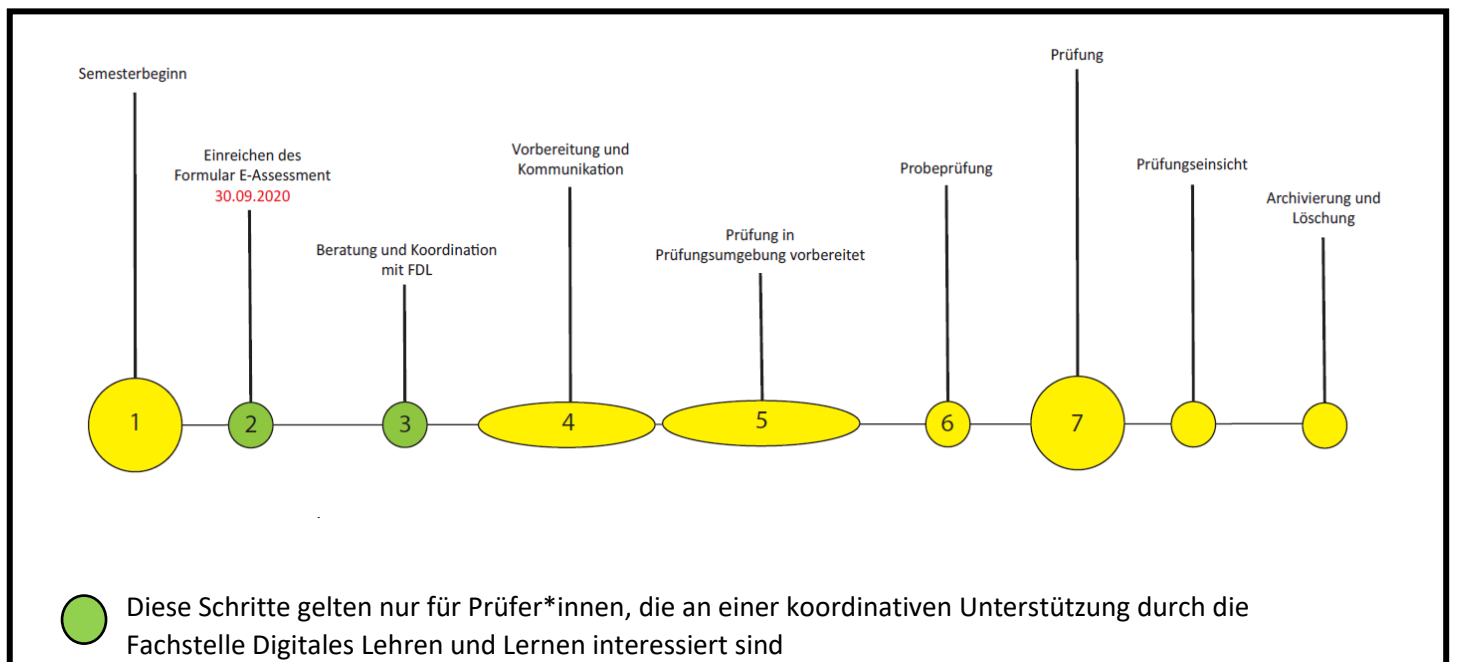 Semesterbeginn
Einreichen des
Formular E-Assessment
30.09.2020
Beratung und Koordination
mit FDL
Vorbereitung und
Kommunikation
Prüfung in
Prüfungsumgebung vorbereitet
Probeprüfung
Prüfung
Prüfungseinsicht
Archivierung und
Löschung
1
2
3
4
5
6
7
Diese Schritte gelten nur für Prüfer*innen, die an einer koordinativen Unterstützung durch die
Fachstelle Digitales Lehren und Lernen interessiert sind